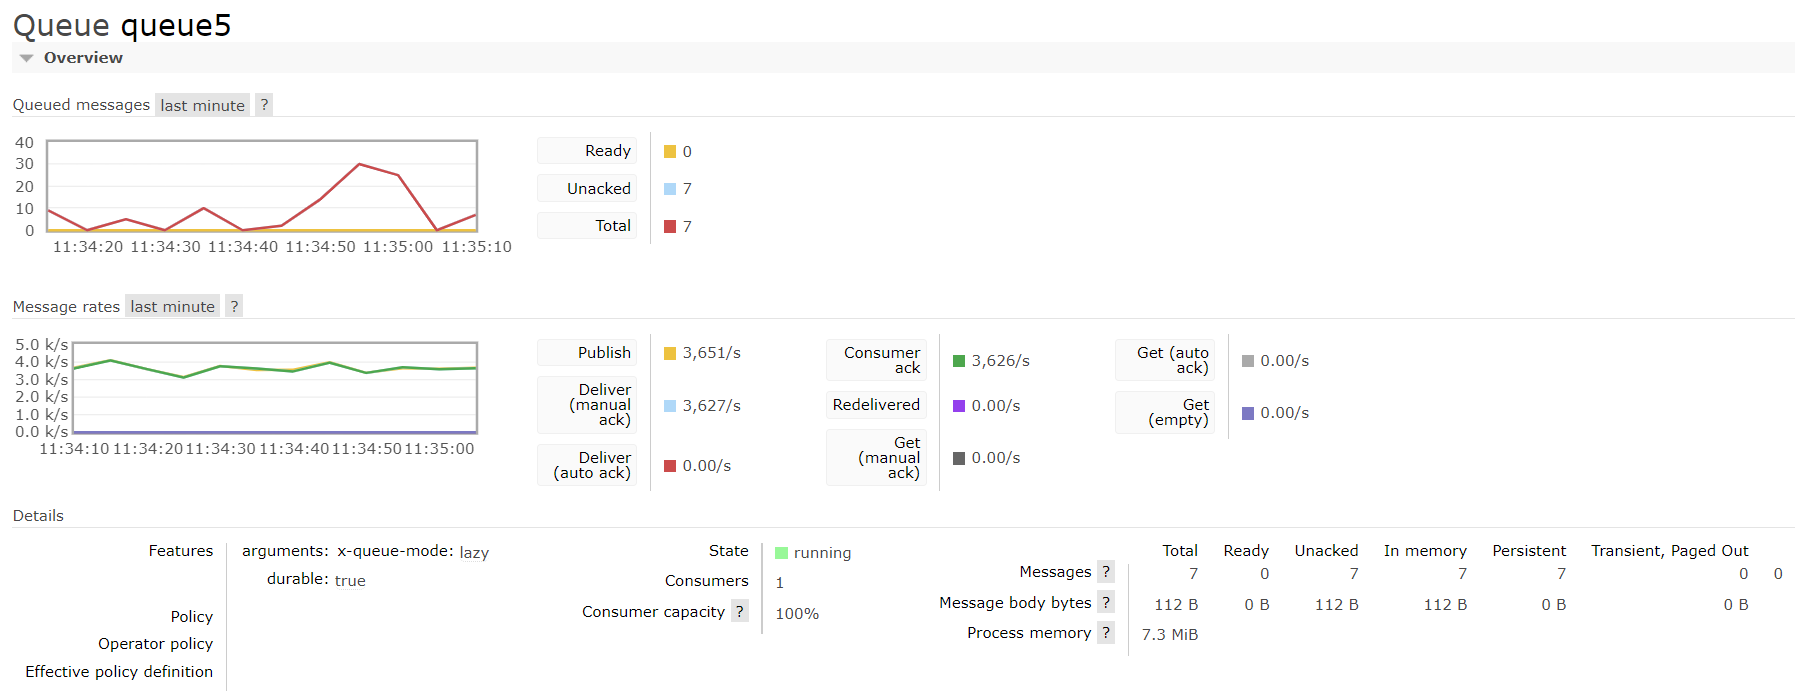 Queue queue5
Overview
Queued messages last minute ?
40
30
20
10
0
11:34:20 11:34:30 11:34:40 11:34:50 11:35:00 11:35:10
Ready 0
Unacked 7
Total 7
Message rates last minute ?
5.0 k/s
4.0 k/s
3.0 k/s
2.0 k/s
1.0 k/s
0.0 k/s
11:34:10 11:34:20 11:34:30 11:34:40 11:34:50 11:35:00
Publish 3,651/s
Deliver
(manual
ack)
3,627/s
Deliver
(auto ack)
0.00/s
Consumer
ack
3,626/s
Redelivered 0.00/s
Get
(manual
ack)
0.00/s
Get (auto
ack)
0.00/s
Get
(empty)
0.00/s
Details
Features arguments: x-queue-mode: lazy
durable: true
Policy
Operator policy
Effective policy definition
State running
Consumers 1
Consumer capacity ? 100%
Total Ready Unacked In memory Persistent Transient, Paged Out
Messages ? 7 0 7 7 7 0 0
Message body bytes ? 112 B 0 B 112 B 112 B 0 B 0 B
Process memory ? 7.3 MiB